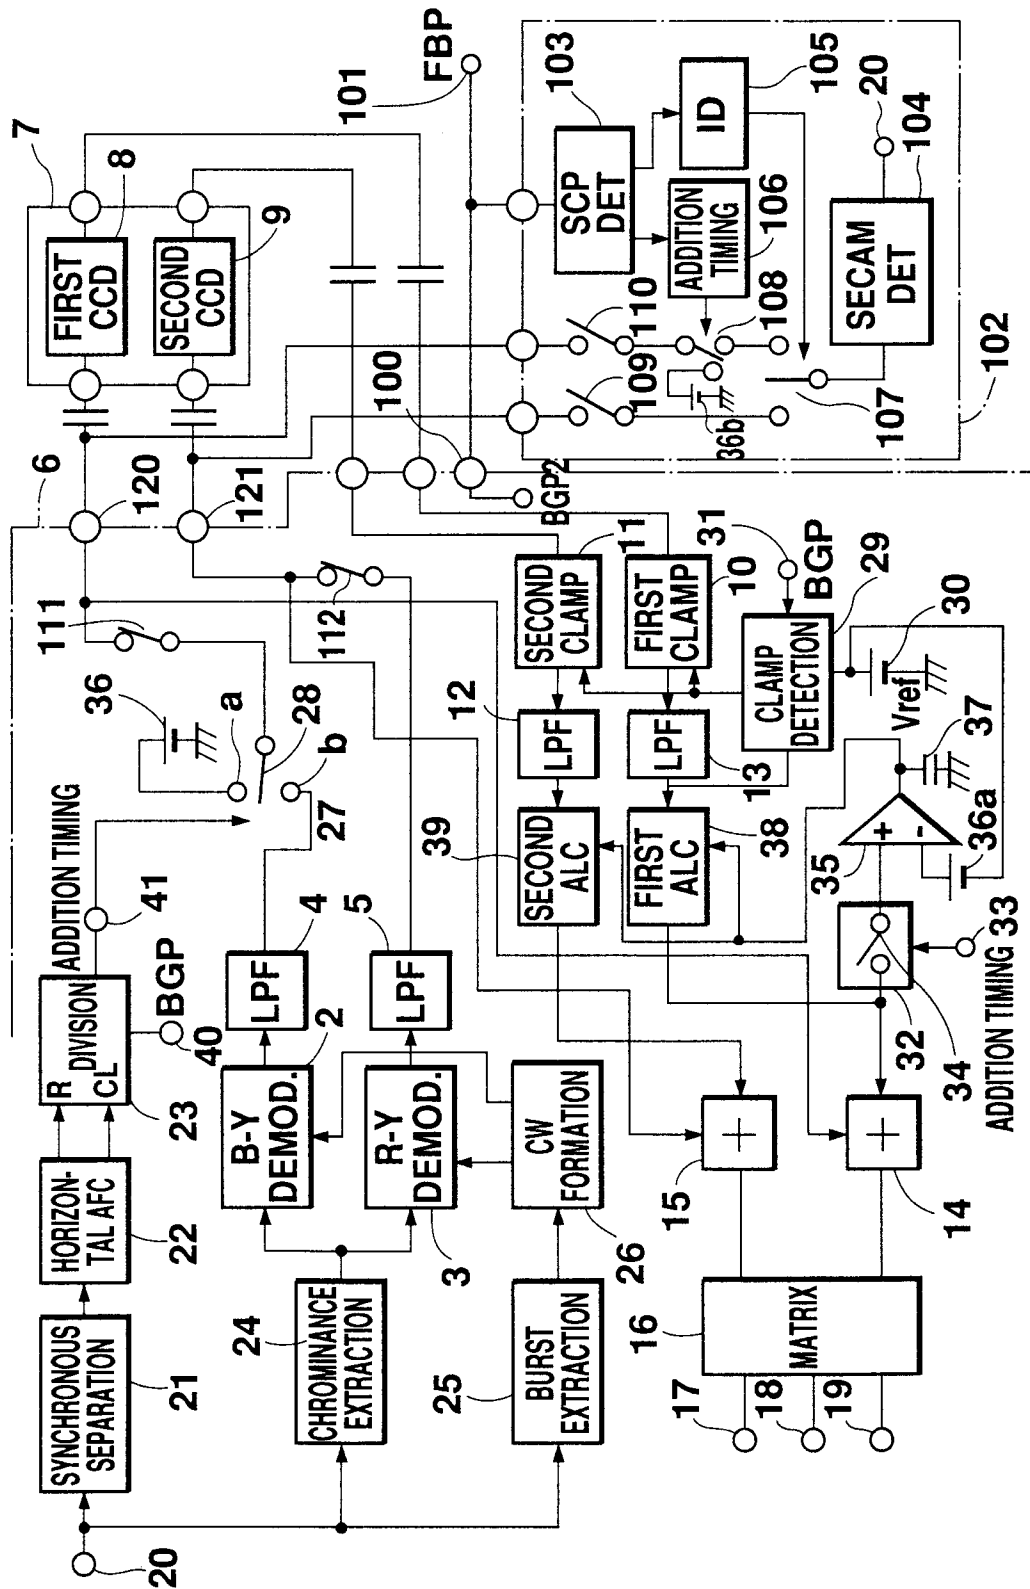 20
SYNCHRONOUS
SEPARATION
21
HORIZON-
TAL AFC
22
R
DIVISION
CL
23
BGP
40
ADDITION TIMING
41
CHROMINANCE
EXTRACTION
24
BURST
EXTRACTION
25
CW
FORMATION
26
B-Y
DEMOD.
2
R-Y
DEMOD.
3
LPF
4
LPF
5
27
b
28
a
36
111
112
6
120
121
7
FIRST
CCD
8
SECOND
CCD
9
100
101
FBP
BGP2
MATRIX
16
17
18
19
15
+
14
+
SECOND
ALC
39
FIRST
ALC
38
LPF
12
LPF
13
SECOND
CLAMP
11
FIRST
CLAMP
10
CLAMP
DETECTION
29
BGP
31
Vref
30
37
35
+
-
36a
32
34
33
ADDITION TIMING
SCP
DET
103
ID
105
ADDITION
TIMING
106
SECAM
DET
104
20
110
109
108
36b
107
102